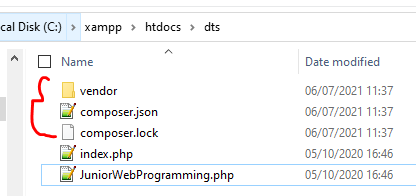 cal Disk (C:) > xampp > htdocs > dts
Name Date modified
vendor 06/07/2021 11:37
composer.json 06/07/2021 11:37
composer.lock 06/07/2021 11:37
index.php 05/10/2020 16:46
JuniorWebProgramming.php 05/10/2020 16:46